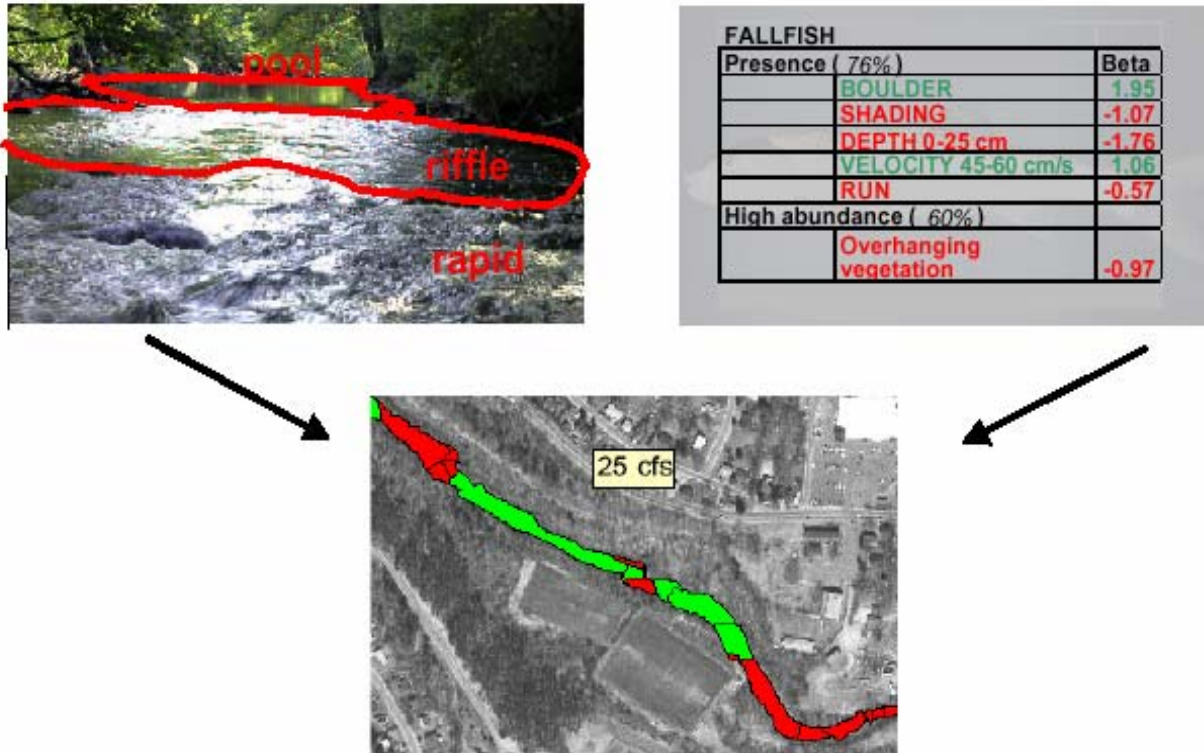 pool
riffle
rapid
FALLFISH
Presence ( 76% ) Beta
BOULDER 1.95
SHADING -1.07
DEPTH 0-25 cm -1.76
VELOCITY 45-60 cm/s 1.06
RUN -0.57
High abundance ( 60% )
Overhanging
vegetation -0.97
25 cfs